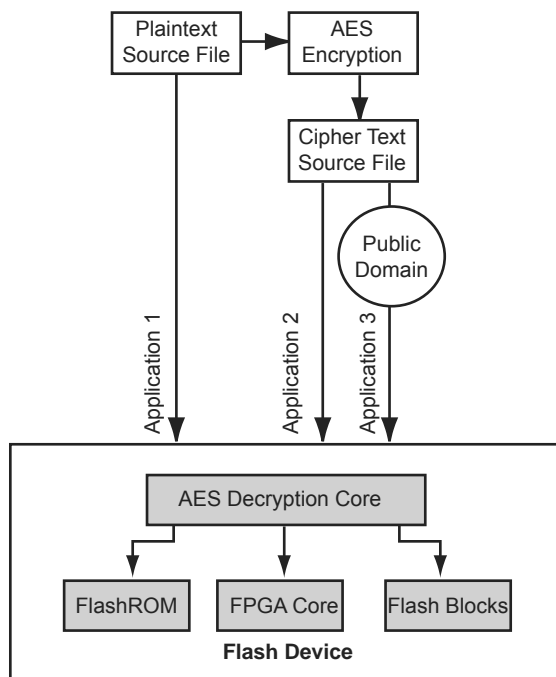 Plaintext
Source File
AES
Encryption
Cipher Text
Source File
Public
Domain
Application 1
Application 2
Application 3
AES Decryption Core
FlashROM
FPGA Core
Flash Blocks
Flash Device